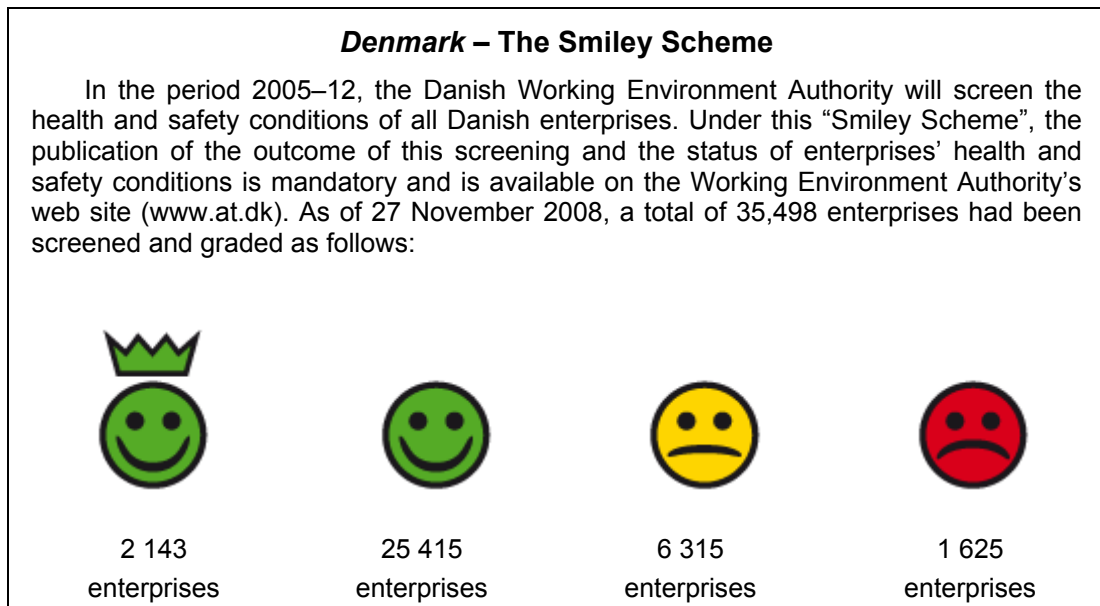 Denmark – The Smiley Scheme
In the period 2005–12, the Danish Working Environment Authority will screen the
health and safety conditions of all Danish enterprises. Under this “Smiley Scheme”, the
publication of the outcome of this screening and the status of enterprises’ health and
safety conditions is mandatory and is available on the Working Environment Authority’s
web site (www.at.dk). As of 27 November 2008, a total of 35,498 enterprises had been
screened and graded as follows:
2 143 25 415 6 315 1 625
enterprises enterprises enterprises enterprises